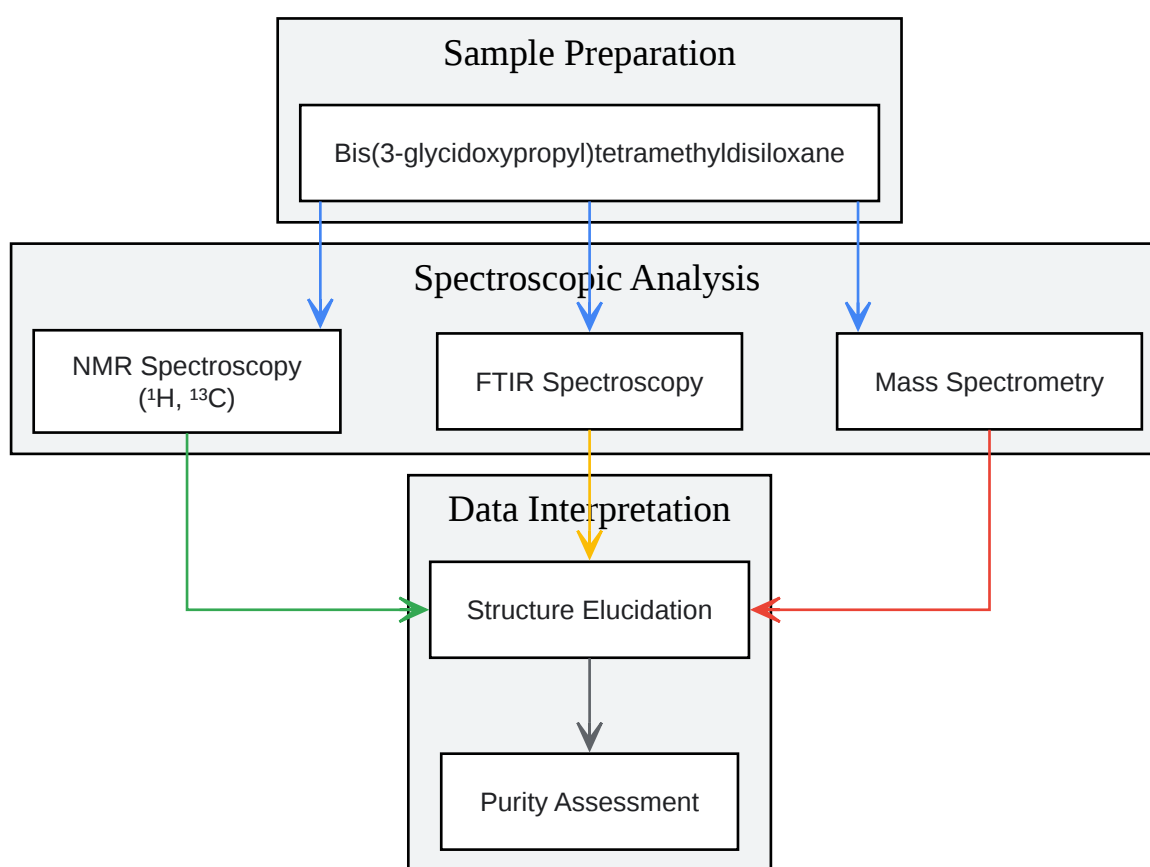 Sample Preparation
Bis(3-glycidoxypropyl)tetramethyldisiloxane
Spectroscopic Analysis
NMR Spectroscopy
(¹H, ¹³C)
FTIR Spectroscopy
Mass Spectrometry
Data Interpretation
Structure Elucidation
Purity Assessment